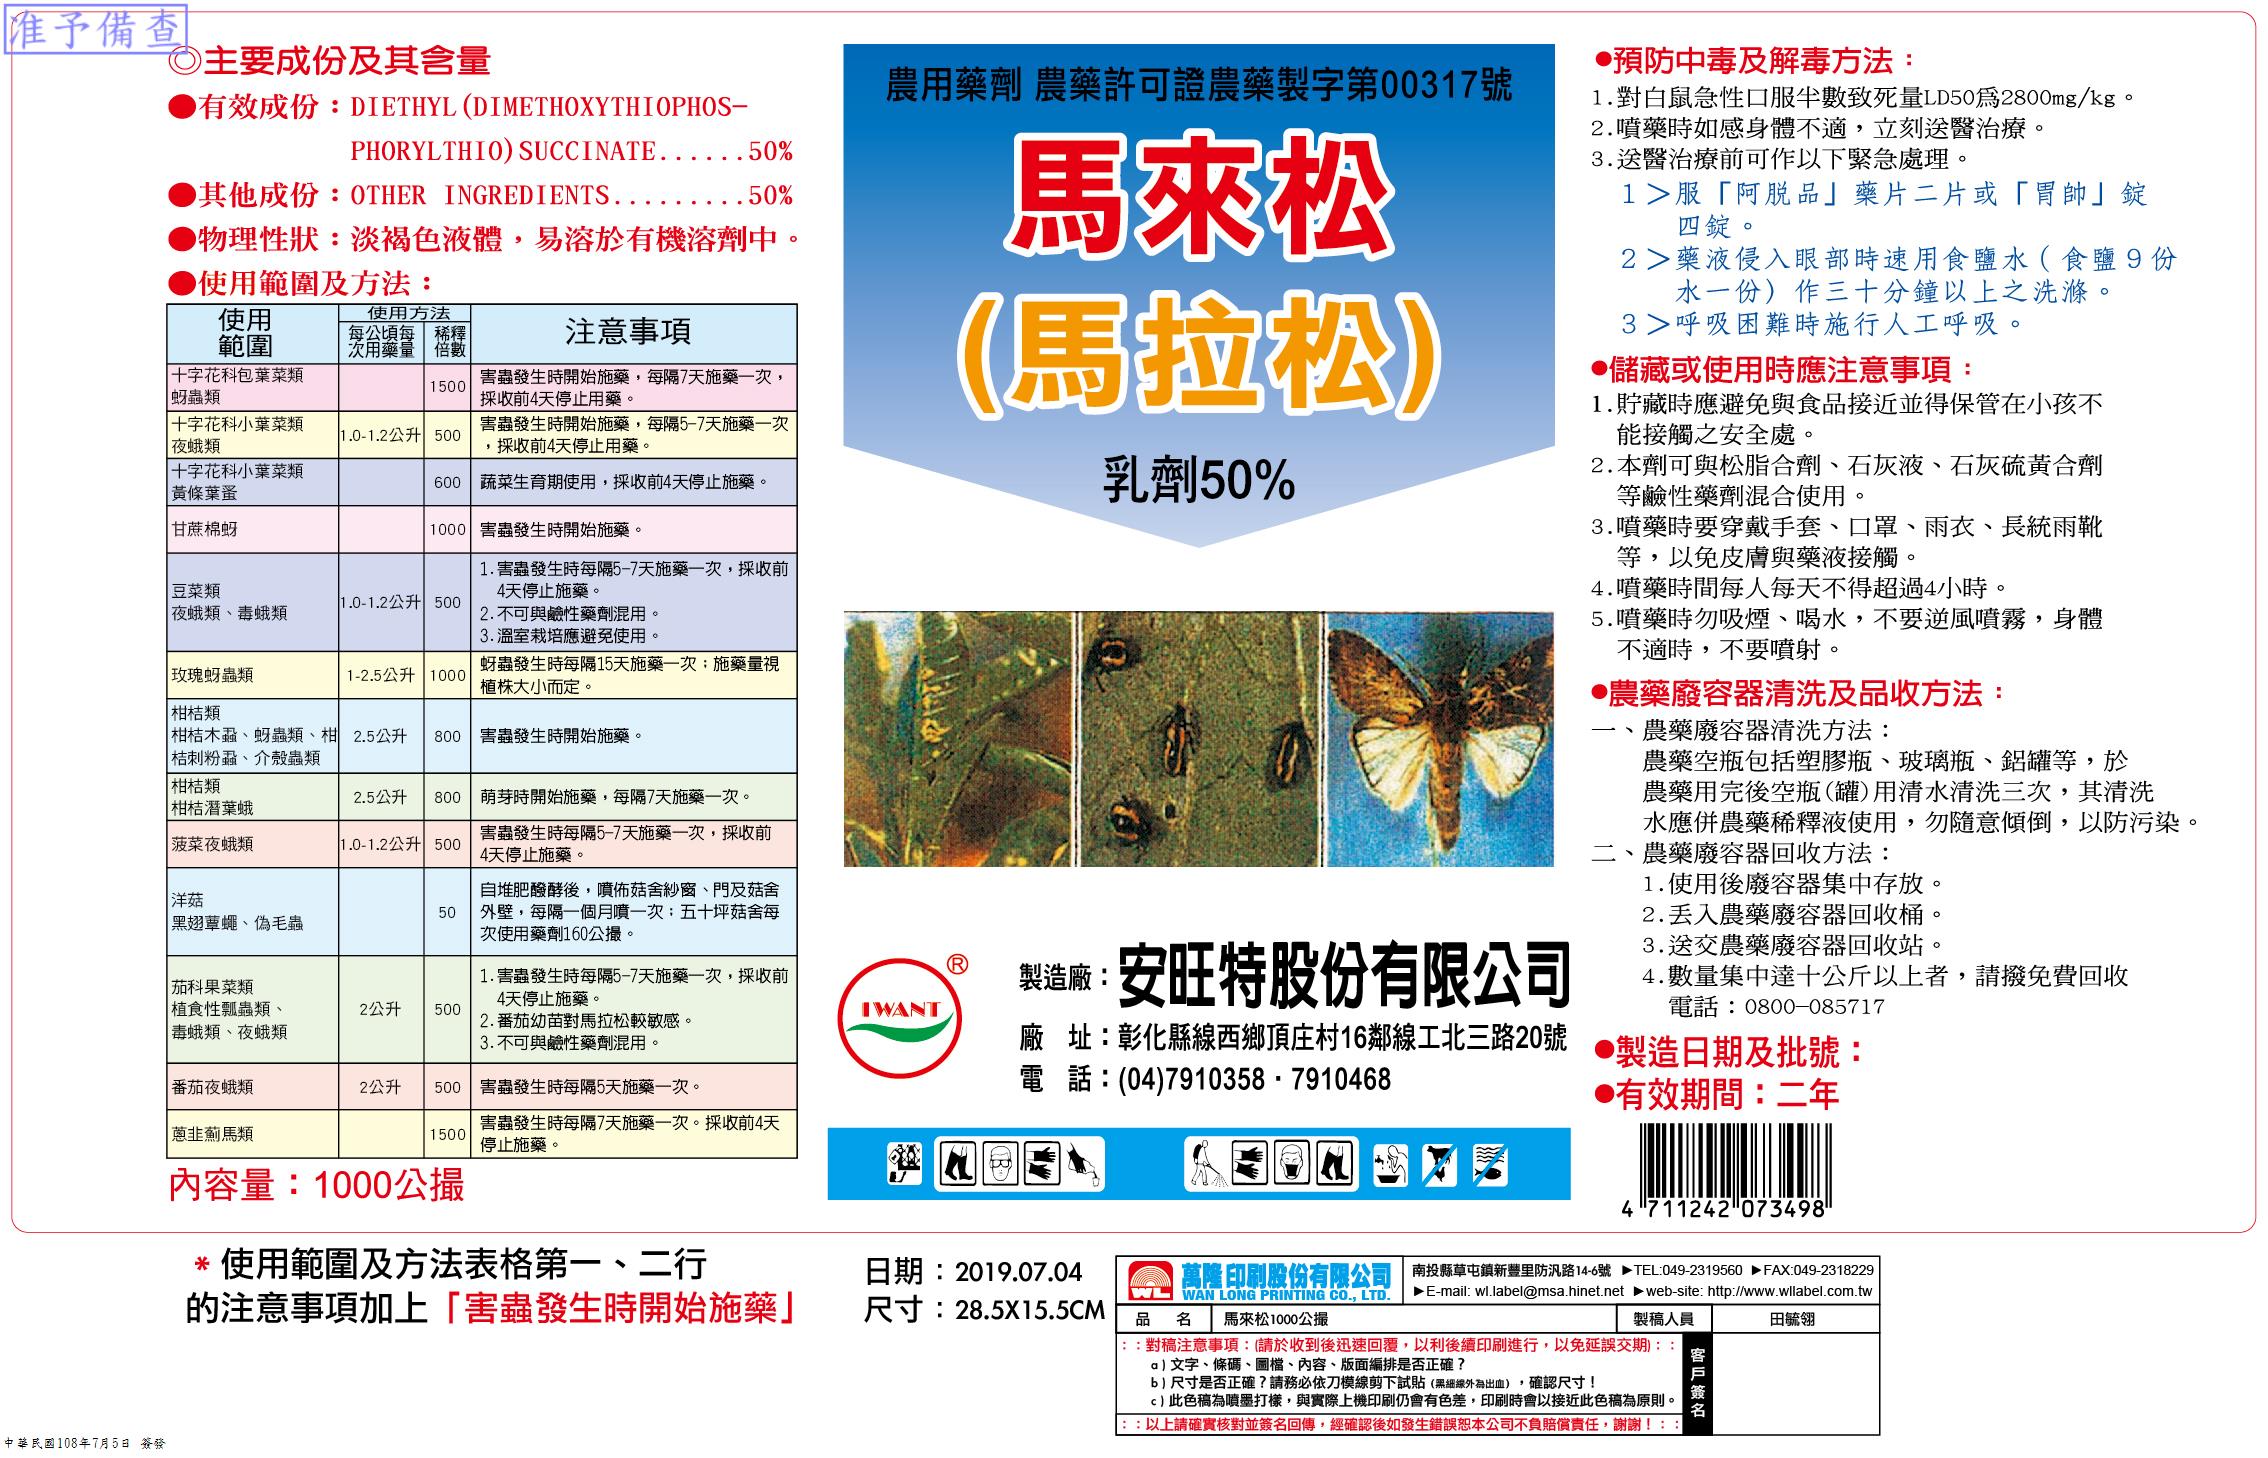 准予備查
◎主要成份及其含量
●有效成份：DIETHYL(DIMETHOXYTHIOPHOS-
PHORYLTHIO)SUCCINATE......50%
●其他成份：OTHER INGREDIENTS.........50%
●物理性狀：淡褐色液體，易溶於有機溶劑中。
●使用範圍及方法：
使用範圍
使用方法
每公頃每次用藥量
稀釋倍數
注意事項
十字花科包葉菜類
蚜蟲類
1500
害蟲發生時開始施藥，每隔7天施藥一次，
採收前4天停止用藥。
十字花科小葉菜類
夜蛾類
1.0-1.2公升
500
害蟲發生時開始施藥，每隔5-7天施藥一次
，採收前4天停止用藥。
十字花科小葉菜類
黃條葉蚤
600
蔬菜生育期使用，採收前4天停止施藥。
甘蔗棉蚜
1000
害蟲發生時開始施藥。
豆菜類
夜蛾類、毒蛾類
1.0-1.2公升
500
1.害蟲發生時每隔5-7天施藥一次，採收前
4天停止施藥。
2.不可與鹼性藥劑混用。
3.溫室栽培應避免使用。
玫瑰蚜蟲類
1-2.5公升
1000
蚜蟲發生時每隔15天施藥一次；施藥量視
植株大小而定。
柑桔類
柑桔木蝨、蚜蟲類、柑
桔刺粉蝨、介殼蟲類
2.5公升
800
害蟲發生時開始施藥。
柑桔類
柑桔潛葉蛾
2.5公升
800
萌芽時開始施藥，每隔7天施藥一次。
菠菜夜蛾類
1.0-1.2公升
500
害蟲發生時每隔5-7天施藥一次，採收前
4天停止施藥。
洋菇
黑翅蕈蠅、偽毛蟲
50
自堆肥醱酵後，噴佈菇舍紗窗、門及菇舍
外壁，每隔一個月噴一次；五十坪菇舍每
次使用藥劑160公撮。
茄科果菜類
植食性瓢蟲類、
毒蛾類、夜蛾類
2公升
500
1.害蟲發生時每隔5-7天施藥一次，採收前
4天停止施藥。
2.番茄幼苗對馬拉松較敏感。
3.不可與鹼性藥劑混用。
番茄夜蛾類
2公升
500
害蟲發生時每隔5天施藥一次。
蔥韭薊馬類
1500
害蟲發生時每隔7天施藥一次。採收前4天
停止施藥。
內容量：1000公撮
農用藥劑 農藥許可證農藥製字第00317號
馬來松
(馬拉松)
乳劑50%
IWANT
®
製造廠：安旺特股份有限公司
廠　址：彰化縣線西鄉頂庄村16鄰線工北三路20號
電　話：(04)7910358．7910468
●預防中毒及解毒方法：
1.對白鼠急性口服半數致死量LD50為2800mg/kg。
2.噴藥時如感身體不適，立刻送醫治療。
3.送醫治療前可作以下緊急處理。
1＞服「阿脫品」藥片二片或「胃帥」錠
四錠。
2＞藥液侵入眼部時速用食鹽水（食鹽9份
水一份）作三十分鐘以上之洗滌。
3＞呼吸困難時施行人工呼吸。
●儲藏或使用時應注意事項：
1.貯藏時應避免與食品接近並得保管在小孩不
能接觸之安全處。
2.本劑可與松脂合劑、石灰液、石灰硫黃合劑
等鹼性藥劑混合使用。
3.噴藥時要穿戴手套、口罩、雨衣、長統雨靴
等，以免皮膚與藥液接觸。
4.噴藥時間每人每天不得超過4小時。
5.噴藥時勿吸煙、喝水，不要逆風噴霧，身體
不適時，不要噴射。
●農藥廢容器清洗及品收方法：
一、農藥廢容器清洗方法：
農藥空瓶包括塑膠瓶、玻璃瓶、鋁罐等，於
農藥用完後空瓶(罐)用清水清洗三次，其清洗
水應併農藥稀釋液使用，勿隨意傾倒，以防污染。
二、農藥廢容器回收方法：
1.使用後廢容器集中存放。
2.丟入農藥廢容器回收桶。
3.送交農藥廢容器回收站。
4.數量集中達十公斤以上者，請撥免費回收
電話：0800-085717
●製造日期及批號：
●有效期間：二年
4 711242 073498
* 使用範圍及方法表格第一、二行
的注意事項加上「害蟲發生時開始施藥」
日期：2019.07.04
尺寸：28.5X15.5CM
WL
萬隆印刷股份有限公司
WAN LONG PRINTING CO., LTD.
南投縣草屯鎮新豐里防汛路14-6號 ►TEL:049-2319560 ►FAX:049-2318229
►E-mail: wl.label@msa.hinet.net ►web-site: http://www.wllabel.com.tw
品　名
馬來松1000公撮
製稿人員
田毓翎
：：對稿注意事項：(請於收到後迅速回覆，以利後續印刷進行，以免延誤交期)：：
a) 文字、條碼、圖檔、內容、版面編排是否正確？
b) 尺寸是否正確？請務必依刀模線剪下試貼（黑細線外為出血），確認尺寸！
c) 此色稿為噴墨打樣，與實際上機印刷仍會有色差，印刷時會以接近此色稿為原則。
：：以上請確實核對並簽名回傳，經確認後如發生錯誤恕本公司不負賠償責任，謝謝！：：
客戶簽名
中華民國108年7月5日 簽發